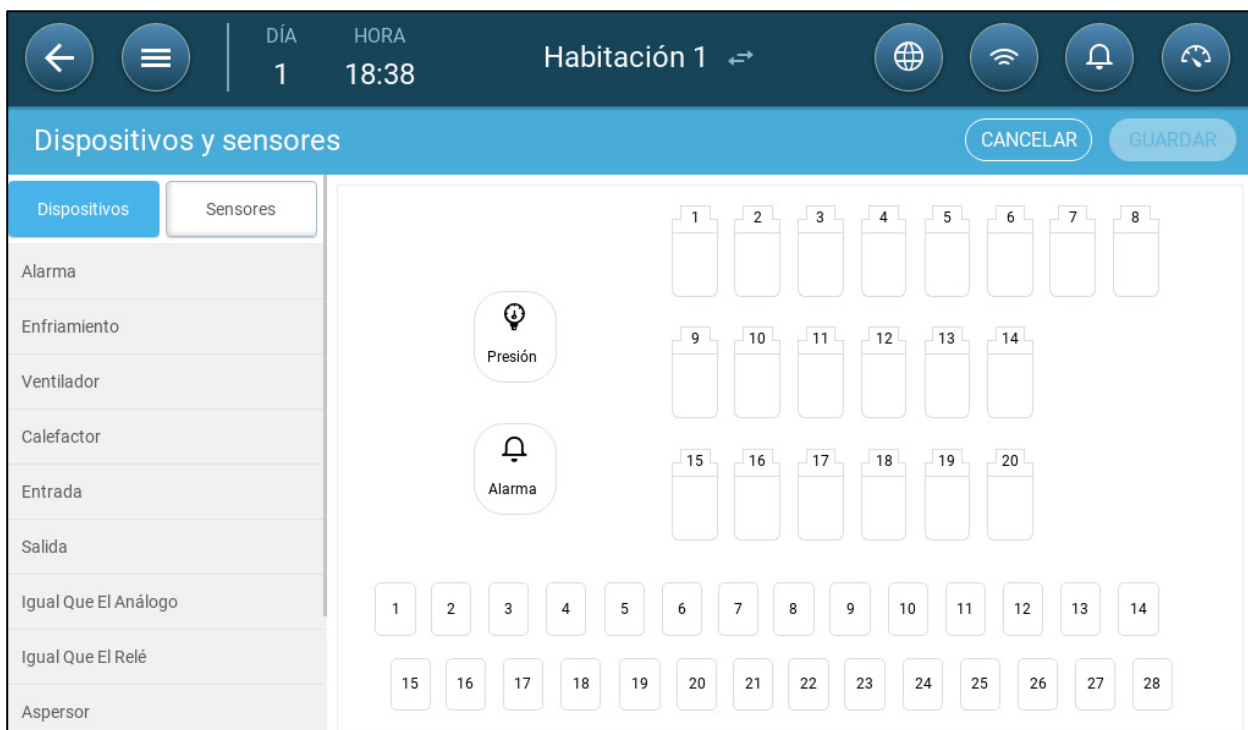 DÍA HORA
1 18:38 Habitación 1
Dispositivos y sensores CANCELAR GUARDAR
Dispositivos Sensores
Alarma
Enfriamiento
Ventilador
Calefactor
Entrada
Salida
Igual Que El Análogo
Igual Que El Relé
Aspersor
1 2 3 4 5 6 7 8
Presión
9 10 11 12 13 14
Alarma
15 16 17 18 19 20
1 2 3 4 5 6 7 8 9 10 11 12 13 14
15 16 17 18 19 20 21 22 23 24 25 26 27 28